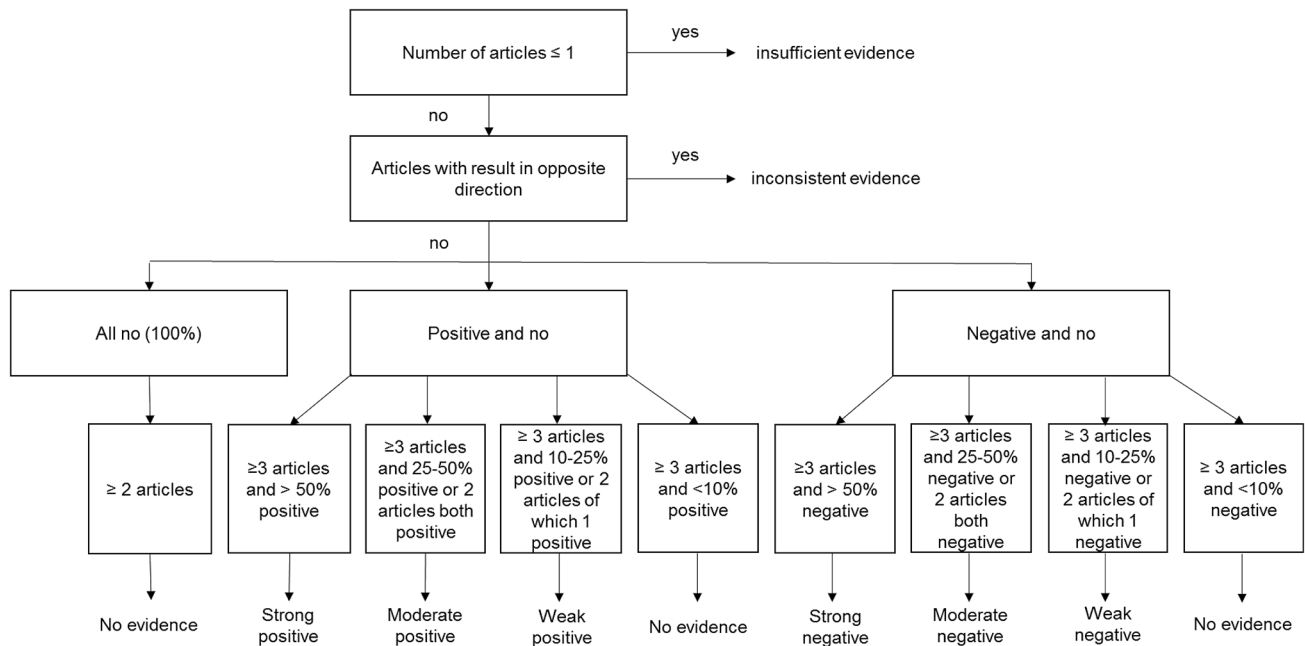 yes
Number of articles ≤ 1
insufficient evidence
no
yes
Articles with result in opposite
direction
inconsistent evidence
no
All no (100%)
Positive and no
Negative and no
≥ 2 articles
≥3 articles
and > 50%
positive
≥3 articles
and 25-50%
positive or 2
articles both
positive
≥ 3 articles
and 10-25%
positive or 2
articles of
which 1
positive
≥ 3 articles
and <10%
positive
≥3 articles
and > 50%
negative
≥3 articles
and 25-50%
negative or
2 articles
both
negative
≥ 3 articles
and 10-25%
negative or
2 articles of
which 1
negative
≥ 3 articles
and <10%
negative
No evidence
Strong
positive
Moderate
positive
Weak
positive
No evidence
Strong
negative
Moderate
negative
Weak
negative
No evidence